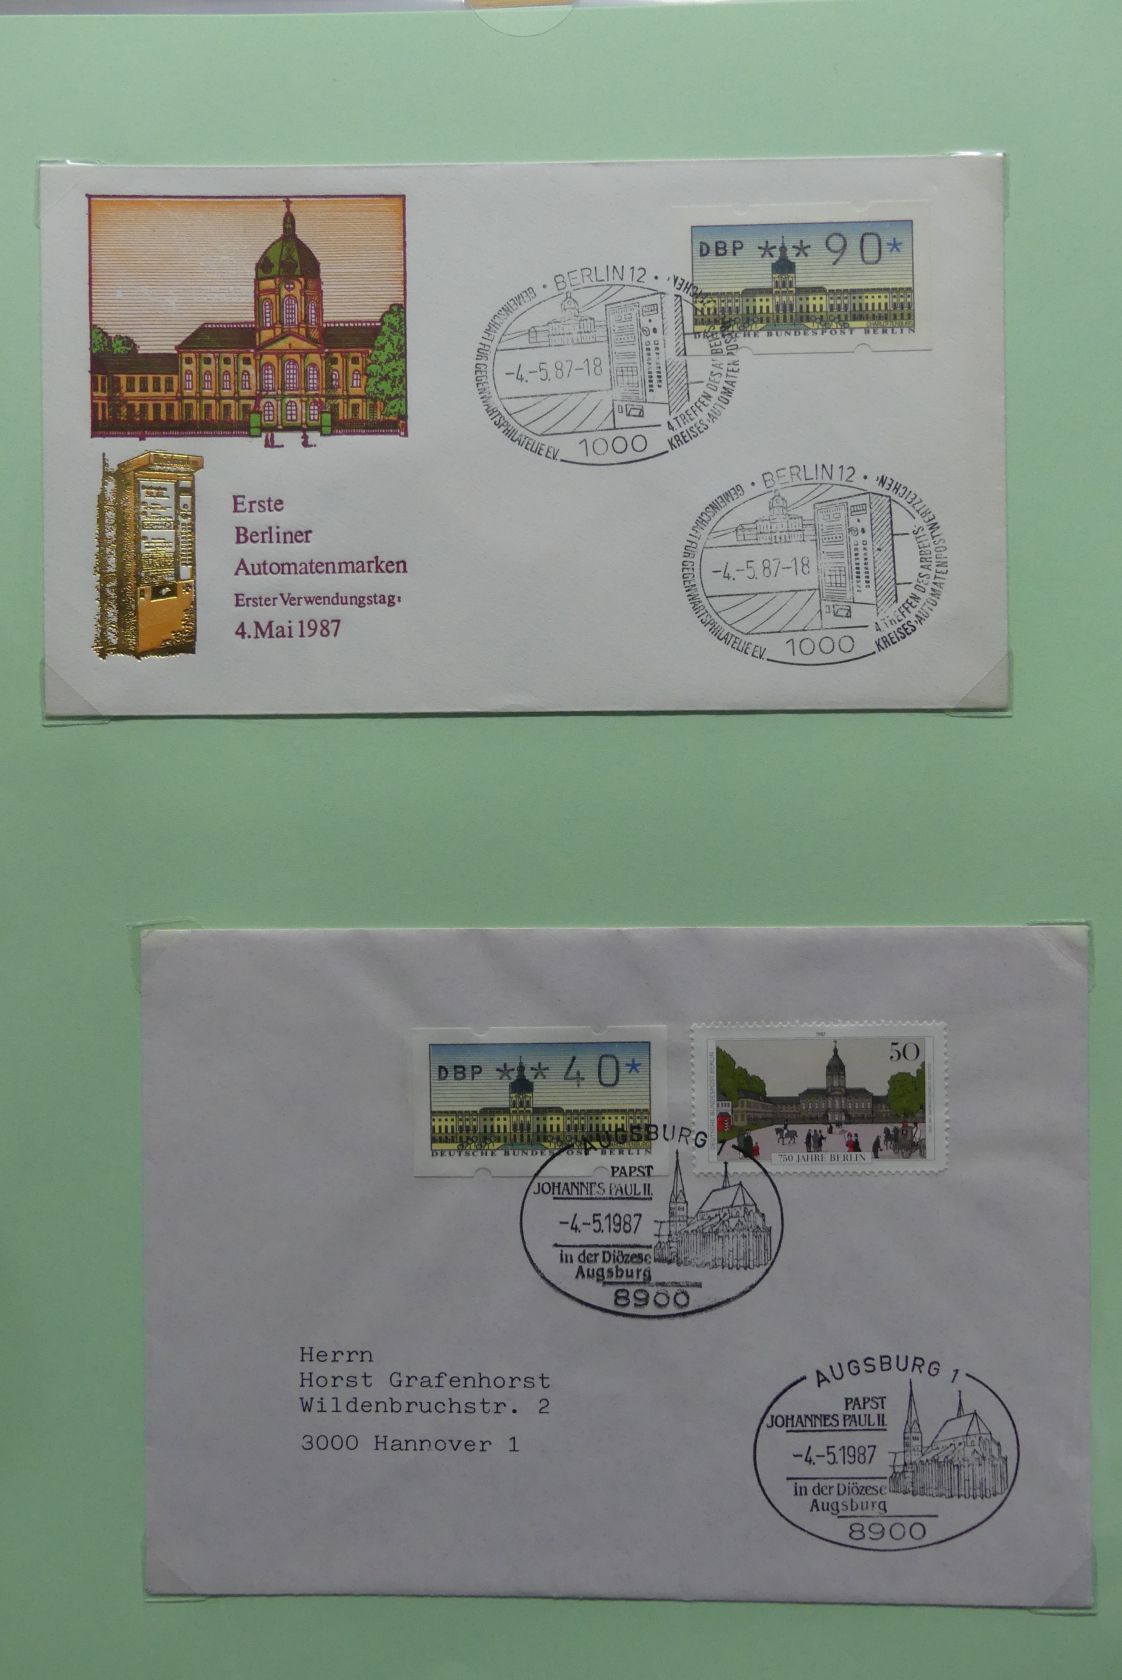 DBP ** 90*
DEUTSCHE BUNDESPOST BERLIN
BERLIN 12
GEMEINSCHAFT FÜR GEGENWARTSPHILATELIE E.V.
-4.-5.87-18
4. TREFFEN DES ARBEITS-
KREISES „AUTOMATENPOSTWERTZEICHEN“
1000
Erste
Berliner
Automatenmarken
Erster Verwendungstag:
4. Mai 1987
BERLIN 12
GEMEINSCHAFT FÜR GEGENWARTSPHILATELIE E.V.
-4.-5.87-18
4. TREFFEN DES ARBEITS-
KREISES „AUTOMATENPOSTWERTZEICHEN“
1000
DBP ** 40*
DEUTSCHE BUNDESPOST BERLIN
1987
50
DEUTSCHE BUNDESPOST BERLIN
750 JAHRE BERLIN
AUGSBURG 1
PAPST
JOHANNES PAUL II.
-4.-5.1987
in der Diözese
Augsburg
8900
Herrn
Horst Grafenhorst
Wildenbruchstr. 2
3000 Hannover 1
AUGSBURG 1
PAPST
JOHANNES PAUL II.
-4.-5.1987
in der Diözese
Augsburg
8900